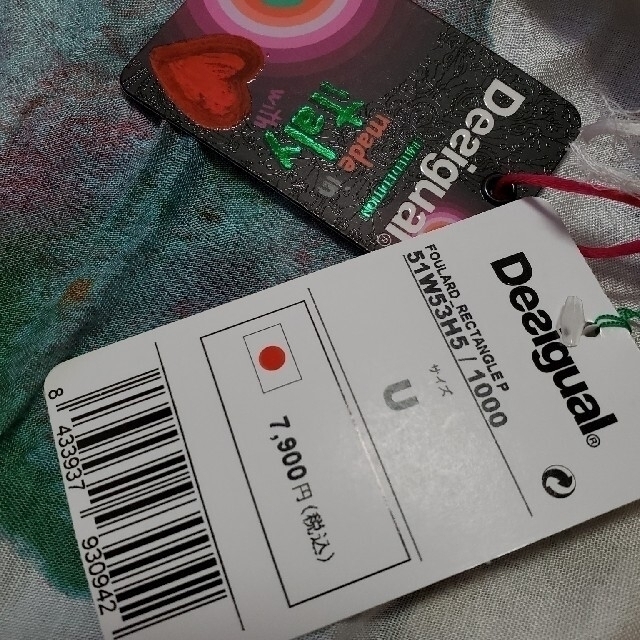 Desigual®
made in
italy
with
Desigual®
FOULARD_RECTANGLE P
51W53H5 / 1000
サイズ
U
7,900円(税込)
8 433937 930942